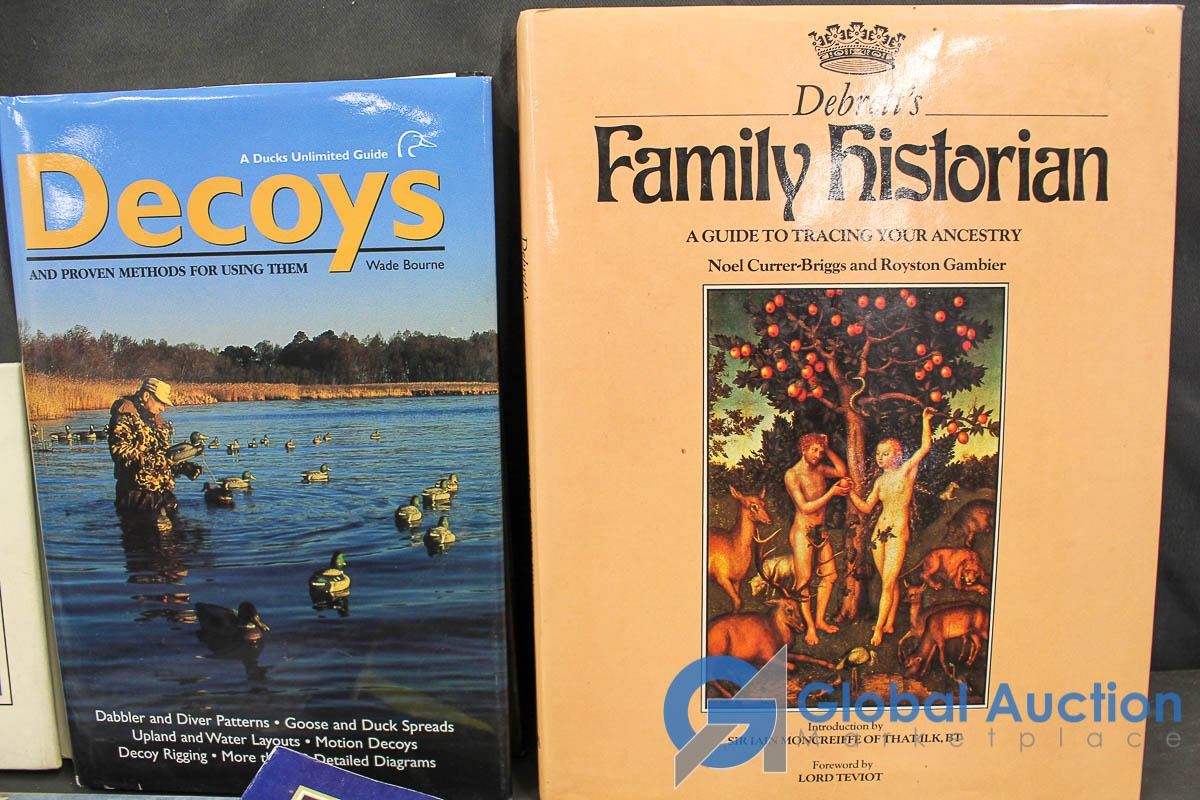 A Ducks Unlimited Guide
Decoys
AND PROVEN METHODS FOR USING THEM
Wade Bourne
Dabbler and Diver Patterns • Goose and Duck Spreads
Upland and Water Layouts • Motion Decoys
Decoy Rigging • More Detailed Diagrams
Debrett's
Family Historian
A GUIDE TO TRACING YOUR ANCESTRY
Noel Currer-Briggs and Royston Gambier
Introduction by
SIR IAIN MONCREIFFE OF THAT ILK, BT
Foreword by
LORD TEVIOT
Global Auction
Marketplace